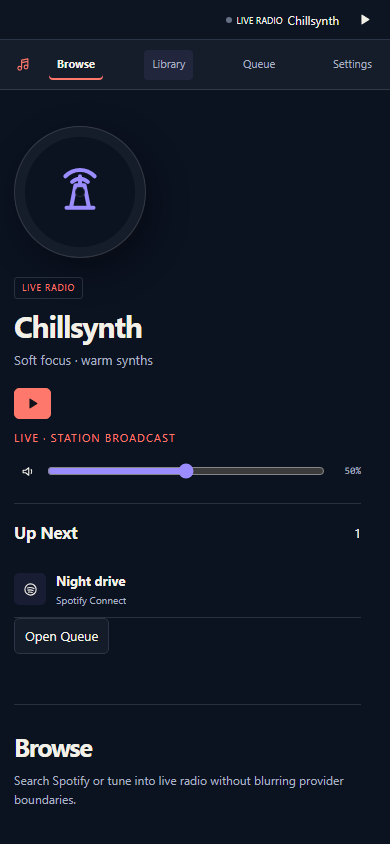 LIVE RADIO Chillsynth
Browse Library Queue Settings
LIVE RADIO
Chillsynth
Soft focus · warm synths
LIVE · STATION BROADCAST
50%
Up Next 1
Night drive
Spotify Connect
Open Queue
Browse
Search Spotify or tune into live radio without blurring provider
boundaries.